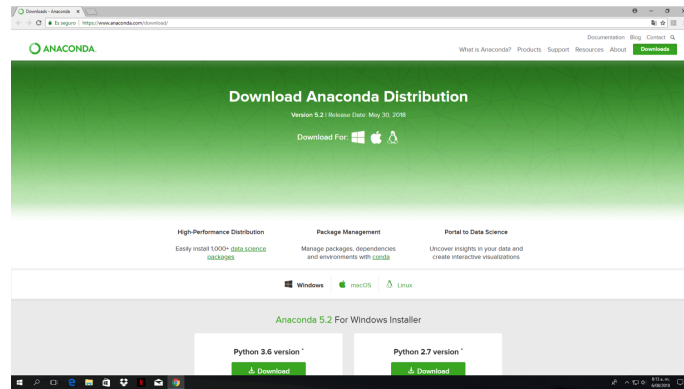 Downloads - Anaconda
Es seguro | https://www.anaconda.com/download/
Documentation Blog Contact
ANACONDA
What is Anaconda? Products Support Resources About Downloads
Download Anaconda Distribution
Version 5.2 | Release Date: May 30, 2018
Download For:
High-Performance Distribution
Easily install 1,000+ data science
packages
Package Management
Manage packages, dependencies
and environments with conda
Portal to Data Science
Uncover insights in your data and
create interactive visualizations
Windows macOS Linux
Anaconda 5.2 For Windows Installer
Python 3.6 version *
Download
Python 2.7 version *
Download